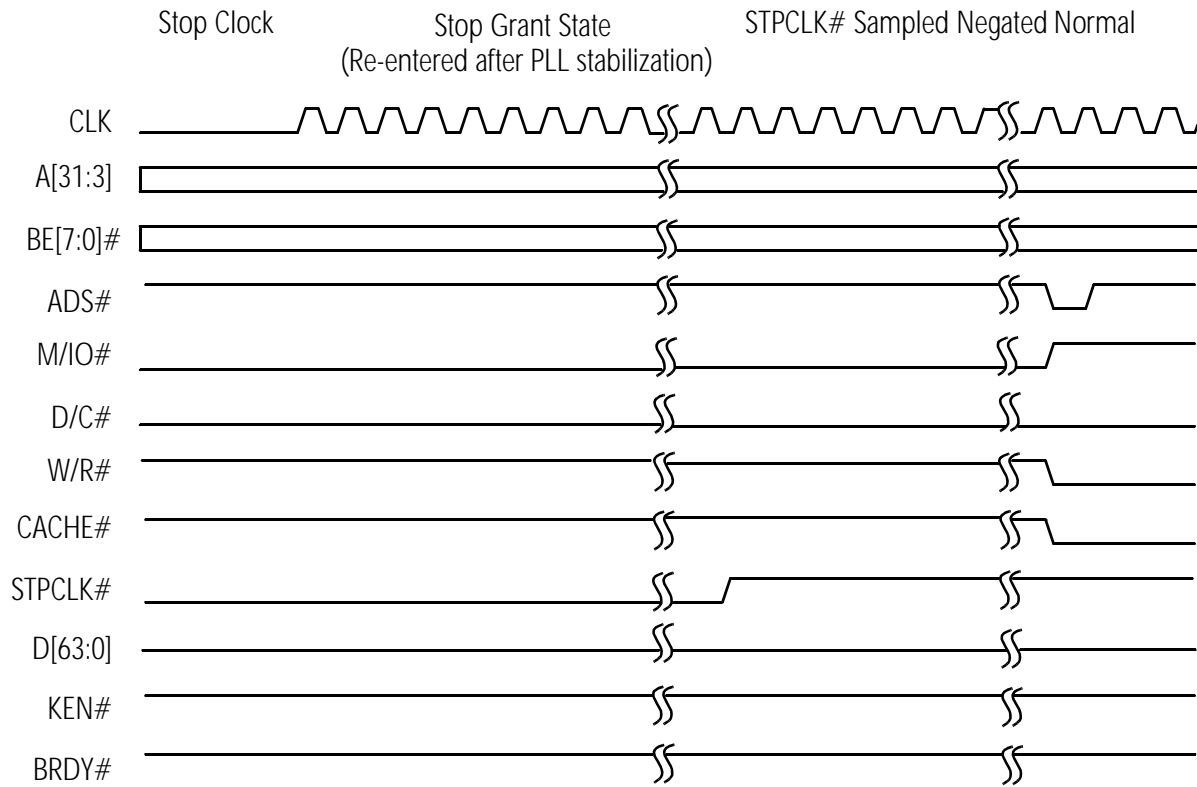 Stop Clock
Stop Grant State
(Re-entered after PLL stabilization)
STPCLK# Sampled Negated Normal
CLK
A[31:3]
BE[7:0]#
ADS#
M/IO#
D/C#
W/R#
CACHE#
STPCLK#
D[63:0]
KEN#
BRDY#